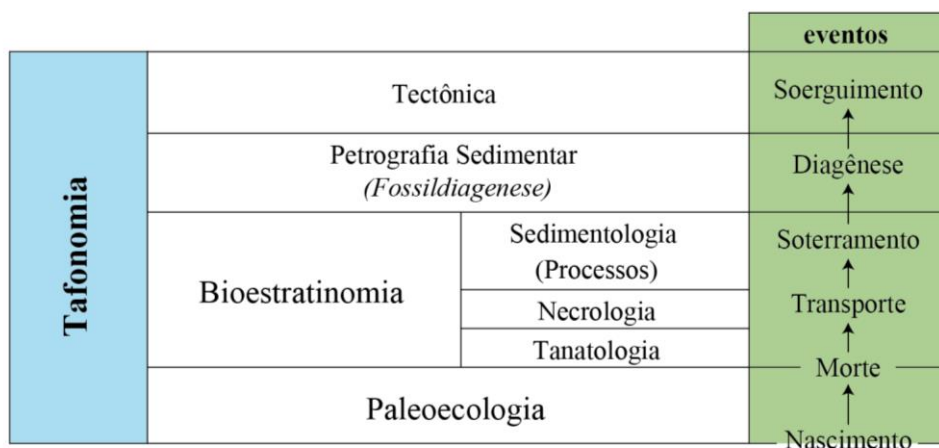 eventos
Tafonomia
Tectônica
Soerguimento
Petrografia Sedimentar
(Fossildiagenese)
Diagênese
Bioestratinomia
Sedimentologia
(Processos)
Soterramento
Necrologia
Transporte
Tanatologia
Morte
Paleoecologia
Nascimento